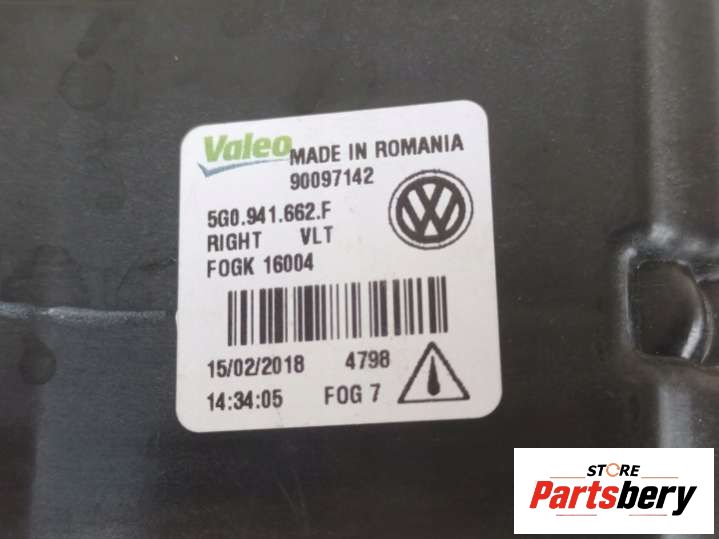 Valeo MADE IN ROMANIA
90097142
5G0.941.662.F
RIGHT VLT
FOGK 16004
15/02/2018 4798
14:34:05 FOG 7
STORE
Partsbery